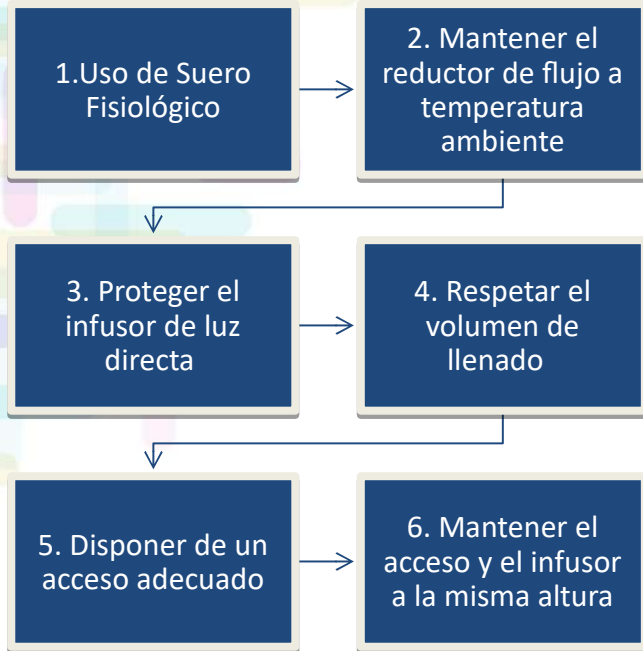 1.Uso de Suero
Fisiológico
2. Mantener el
reductor de flujo a
temperatura
ambiente
3. Proteger el
infusor de luz
directa
4. Respetar el
volumen de
llenado
5. Disponer de un
acceso adecuado
6. Mantener el
acceso y el infusor
a la misma altura